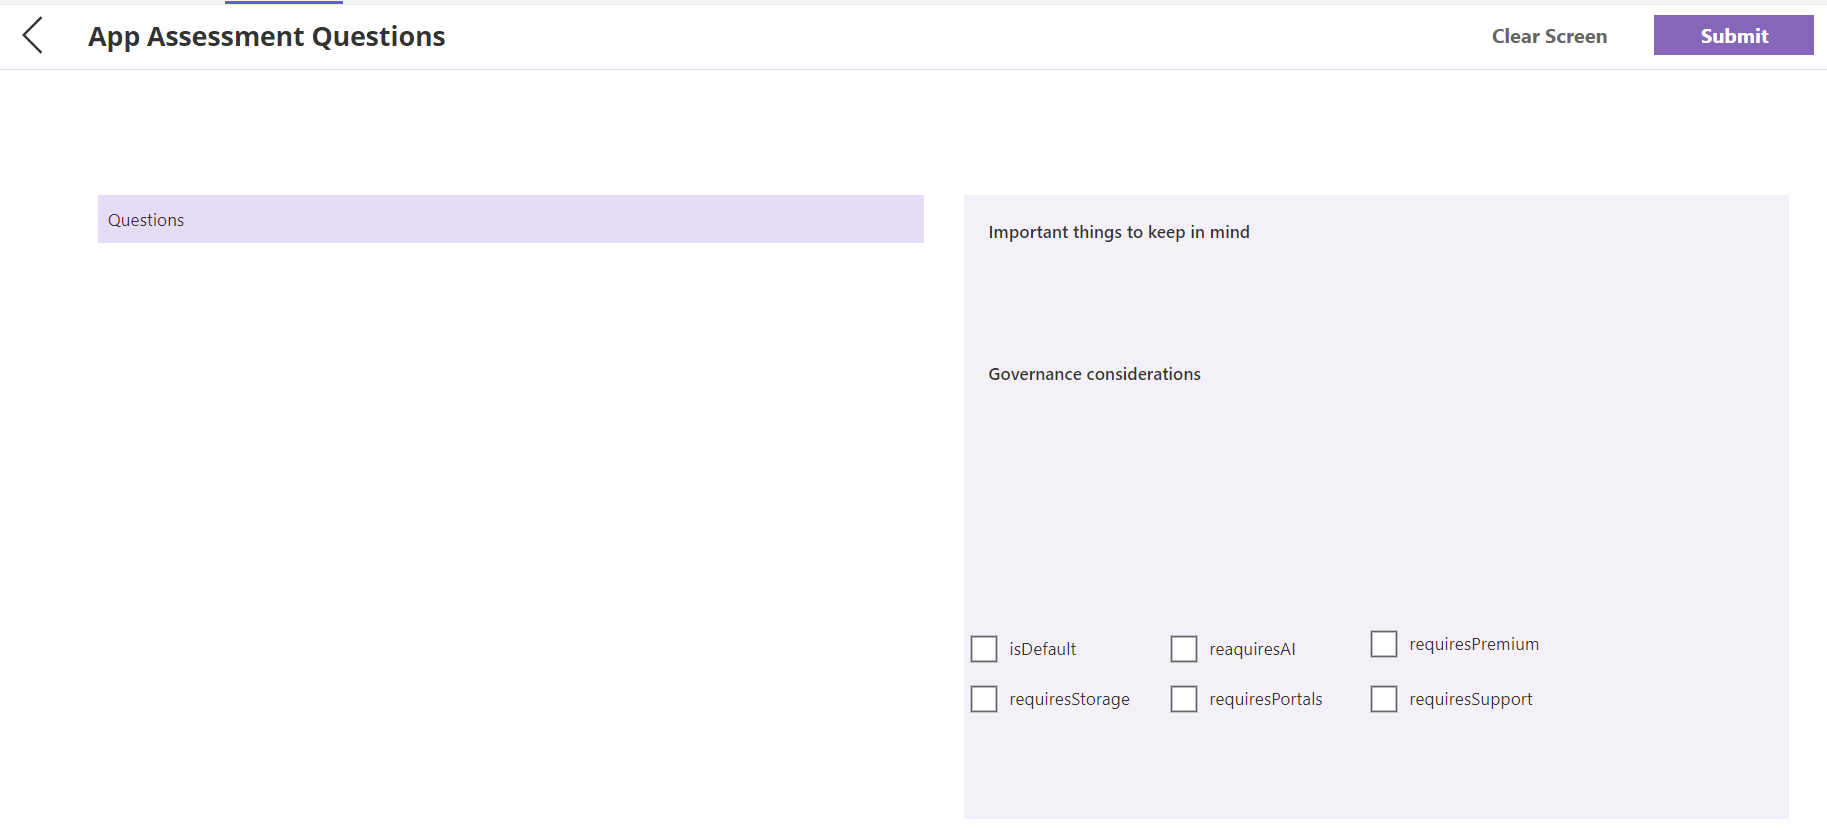 App Assessment Questions
Clear Screen
Submit
Questions
Important things to keep in mind
Governance considerations
isDefault
reaquiresAI
requiresPremium
requiresStorage
requiresPortals
requiresSupport